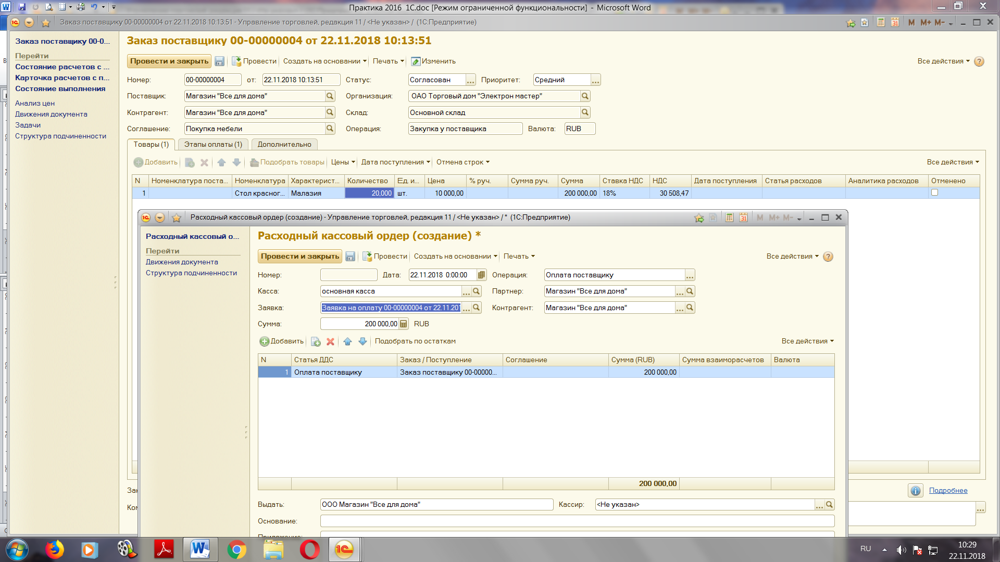 Практика 2016  1C.doc [Режим ограниченной функциональности]  -  Microsoft Word
Заказ поставщику 00-00000004 от 22.11.2018 10:13:51 - Управление торговлей, редакция 11 / <Не указан> /  (1С:Предприятие)
M M+ M-
Заказ поставщику 00-0...
Перейти
Состояние расчетов с ...
Карточка расчетов с п...
Состояние выполнения
Анализ цен
Движения документа
Задачи
Структура подчиненности
Заказ поставщику 00-00000004 от 22.11.2018 10:13:51
Провести и закрыть Провести Создать на основании Печать Изменить Все действия
Номер: 00-00000004 от: 22.11.2018 10:13:51 Статус: Согласован ... Приоритет: Средний ...
Поставщик: Магазин "Все для дома" Организация: ОАО Торговый дом "Электрон мастер"
Контрагент: Магазин "Все для дома" Склад: Основной склад
Соглашение: Покупка мебели Операция: Закупка у поставщика Валюта: RUB
Товары (1) Этапы оплаты (1) Дополнительно
Добавить Подобрать товары Цены Дата поступления Отмена строк Все действия
N Номенклатура поста... Номенклатура Характерист... Количество Ед. и... Цена % руч. Сумма руч. Сумма Ставка НДС НДС Дата поступления Статья расходов Аналитика расходов Отменено
1 Стол красног... Малазия 20,000 шт. 10 000,00 200 000,00 18% 30 508,47
Расходный кассовый ордер (создание) - Управление торговлей, редакция 11 / <Не указан> / *  (1С:Предприятие)
M M+ M-
Расходный кассовый о...
Перейти
Движения документа
Структура подчиненности
Расходный кассовый ордер (создание) *
Провести и закрыть Провести Создать на основании Печать Все действия
Номер: Дата: 22.11.2018  0:00:00 Операция: Оплата поставщику ...
Касса: основная касса ... Партнер: Магазин "Все для дома" ...
Заявка: Заявка на оплату 00-00000004 от 22.11.201 ... Контрагент: Магазин "Все для дома" ...
Сумма: 200 000,00 RUB
Добавить Подобрать по остаткам Все действия
N Статья ДДС Заказ / Поступление Соглашение Сумма (RUB) Сумма взаиморасчетов Валюта
1 Оплата поставщику Заказ поставщику 00-00000... 200 000,00
200 000,00
Выдать: ООО Магазин "Все для дома" Кассир: <Не указан> ...
Основание:
Приложение:
Подробнее
RU
10:29
22.11.2018